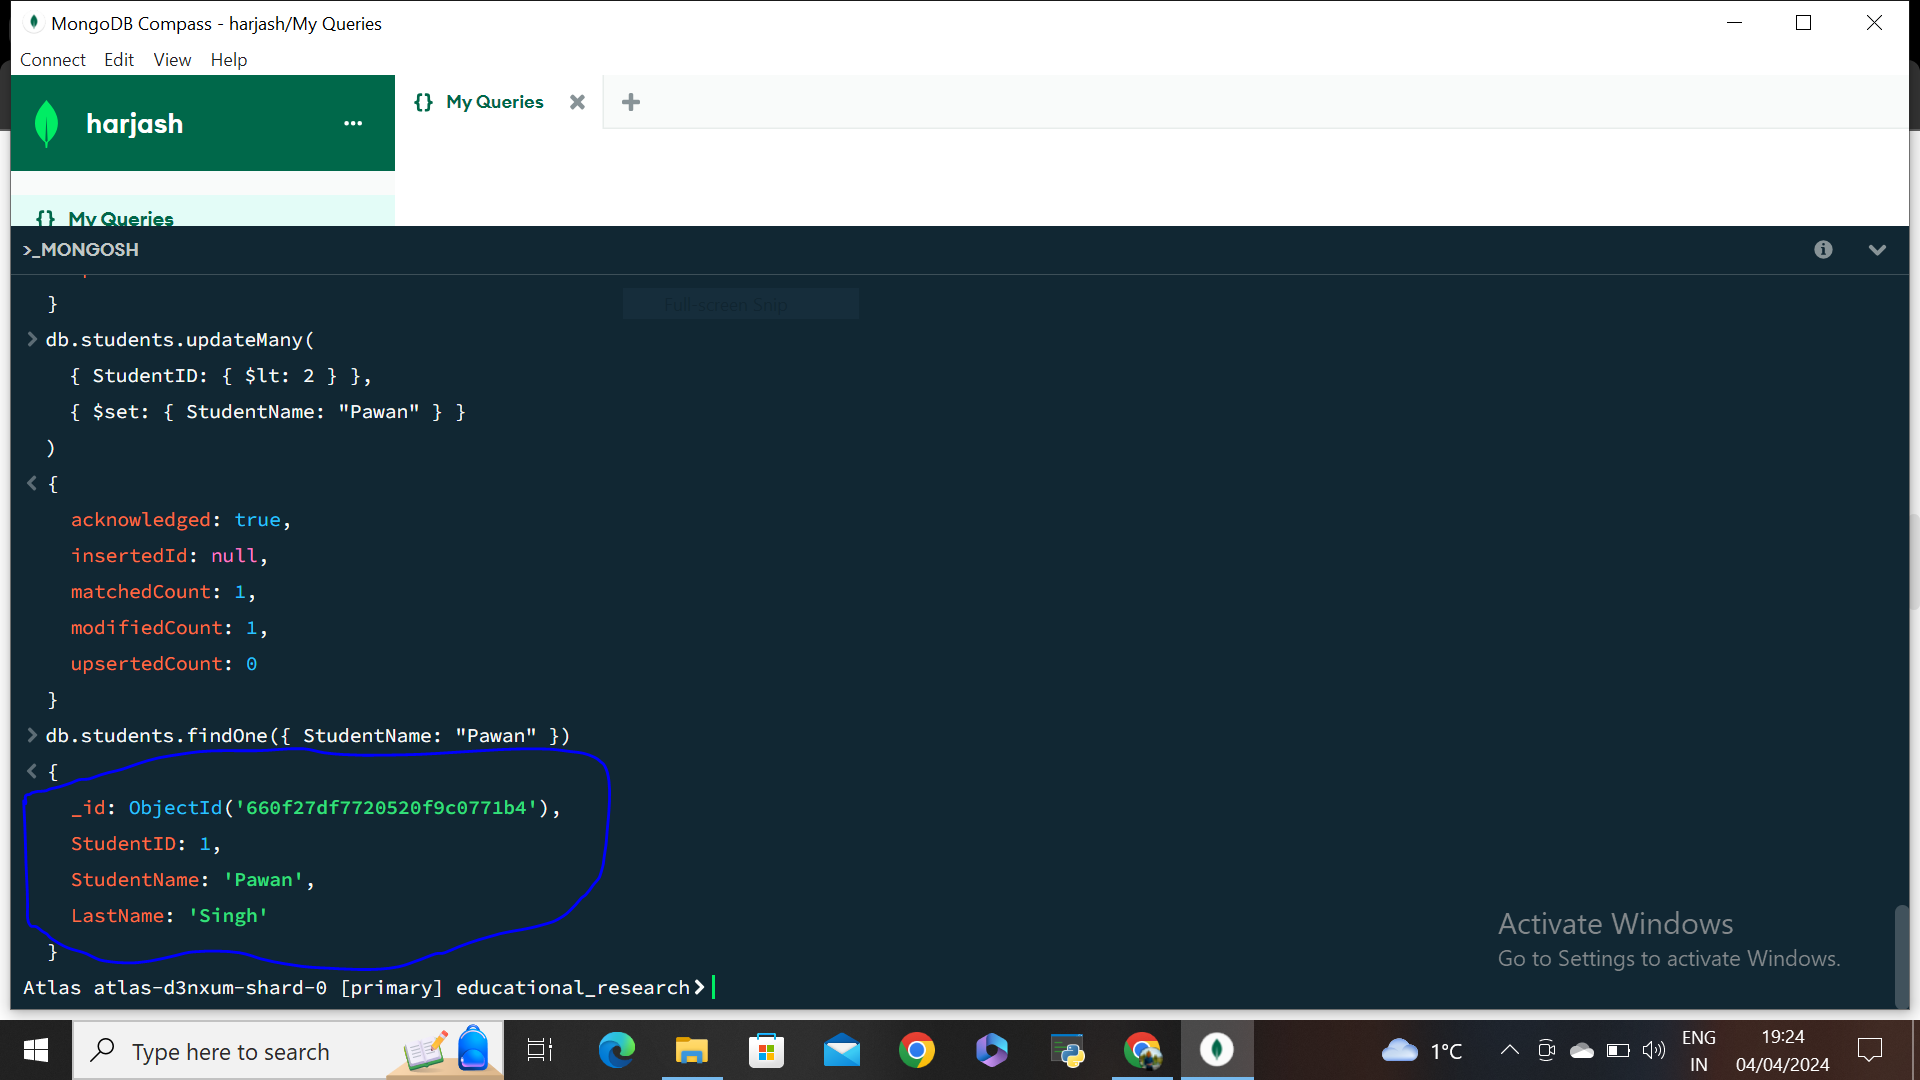 MongoDB Compass - harjash/My Queries
Connect Edit View Help
harjash ...
{} My Queries
{} My Queries
>_MONGOSH
}
Full-screen Snip
db.students.updateMany(
{ StudentID: { $lt: 2 } },
{ $set: { StudentName: "Pawan" } }
)
{
acknowledged: true,
insertedId: null,
matchedCount: 1,
modifiedCount: 1,
upsertedCount: 0
}
db.students.findOne({ StudentName: "Pawan" })
{
_id: ObjectId('660f27df7720520f9c0771b4'),
StudentID: 1,
StudentName: 'Pawan',
LastName: 'Singh'
}
Atlas atlas-d3nxum-shard-0 [primary] educational_research>
Activate Windows
Go to Settings to activate Windows.
Type here to search
1°C
ENG
IN
19:24
04/04/2024